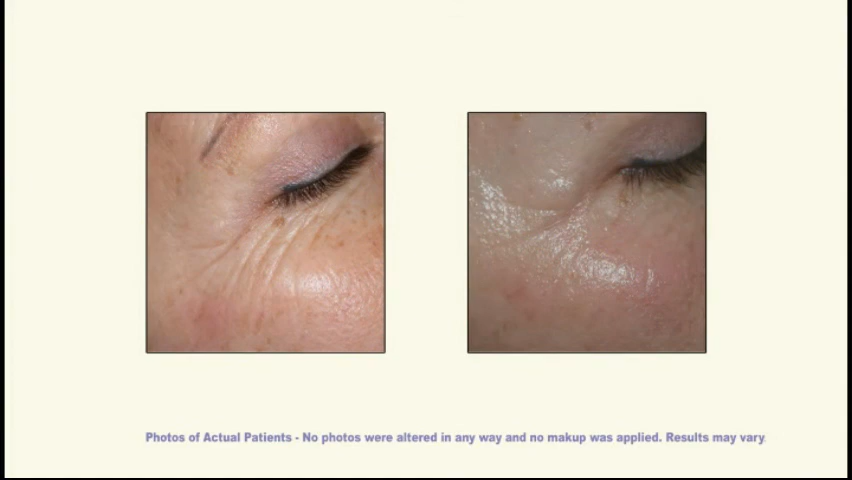 Photos of Actual Patients - No photos were altered in any way and no makup was applied. Results may vary.